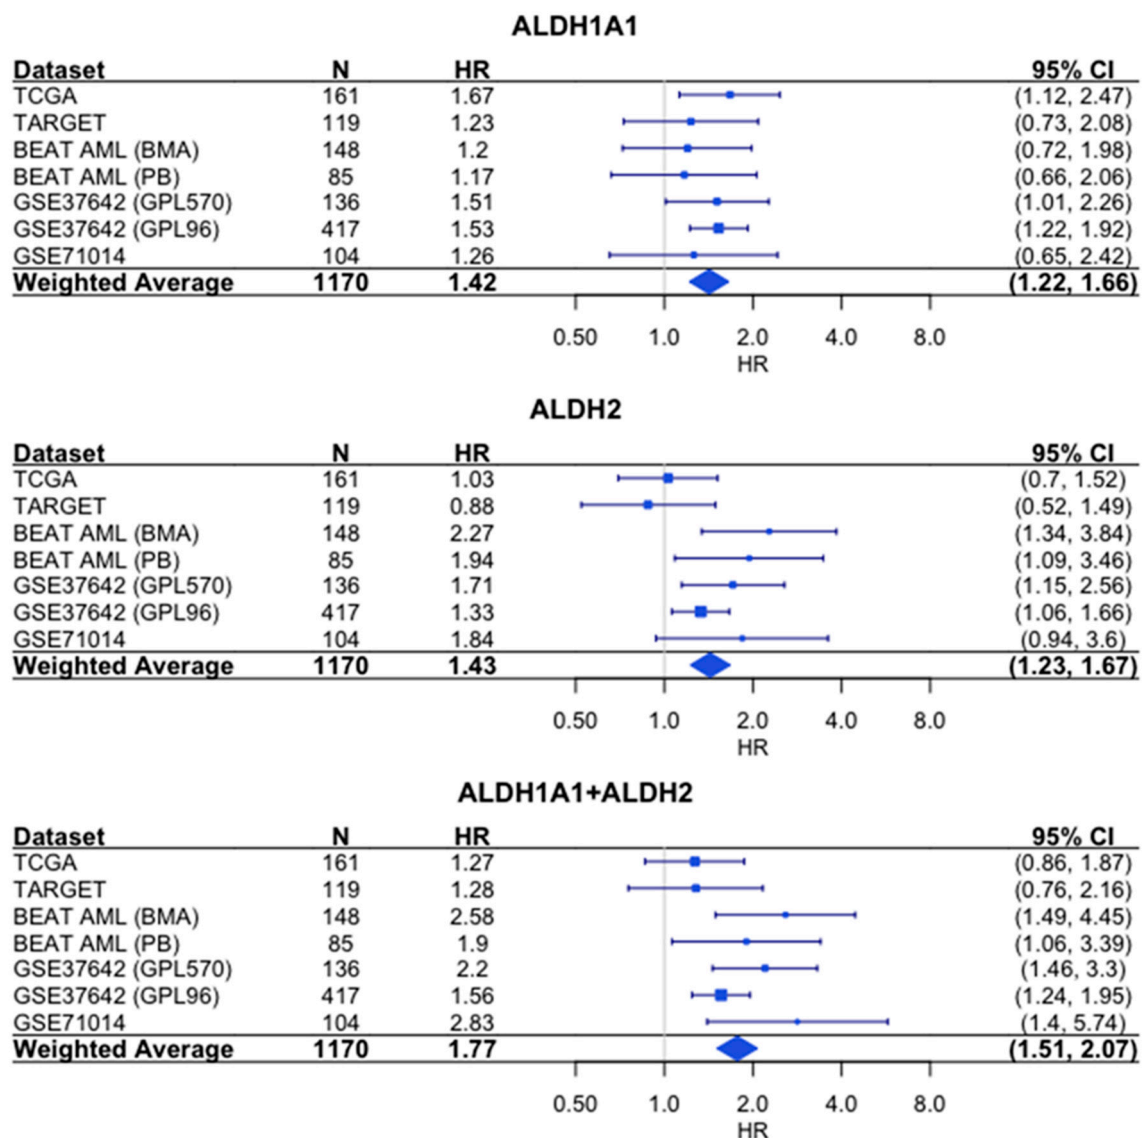 ALDH1A1
Dataset N HR 95% CI
TCGA 161 1.67 (1.12, 2.47)
TARGET 119 1.23 (0.73, 2.08)
BEAT AML (BMA) 148 1.2 (0.72, 1.98)
BEAT AML (PB) 85 1.17 (0.66, 2.06)
GSE37642 (GPL570) 136 1.51 (1.01, 2.26)
GSE37642 (GPL96) 417 1.53 (1.22, 1.92)
GSE71014 104 1.26 (0.65, 2.42)
Weighted Average 1170 1.42 (1.22, 1.66)
0.50 1.0 2.0 4.0 8.0
HR
ALDH2
Dataset N HR 95% CI
TCGA 161 1.03 (0.7, 1.52)
TARGET 119 0.88 (0.52, 1.49)
BEAT AML (BMA) 148 2.27 (1.34, 3.84)
BEAT AML (PB) 85 1.94 (1.09, 3.46)
GSE37642 (GPL570) 136 1.71 (1.15, 2.56)
GSE37642 (GPL96) 417 1.33 (1.06, 1.66)
GSE71014 104 1.84 (0.94, 3.6)
Weighted Average 1170 1.43 (1.23, 1.67)
0.50 1.0 2.0 4.0 8.0
HR
ALDH1A1+ALDH2
Dataset N HR 95% CI
TCGA 161 1.27 (0.86, 1.87)
TARGET 119 1.28 (0.76, 2.16)
BEAT AML (BMA) 148 2.58 (1.49, 4.45)
BEAT AML (PB) 85 1.9 (1.06, 3.39)
GSE37642 (GPL570) 136 2.2 (1.46, 3.3)
GSE37642 (GPL96) 417 1.56 (1.24, 1.95)
GSE71014 104 2.83 (1.4, 5.74)
Weighted Average 1170 1.77 (1.51, 2.07)
0.50 1.0 2.0 4.0 8.0
HR